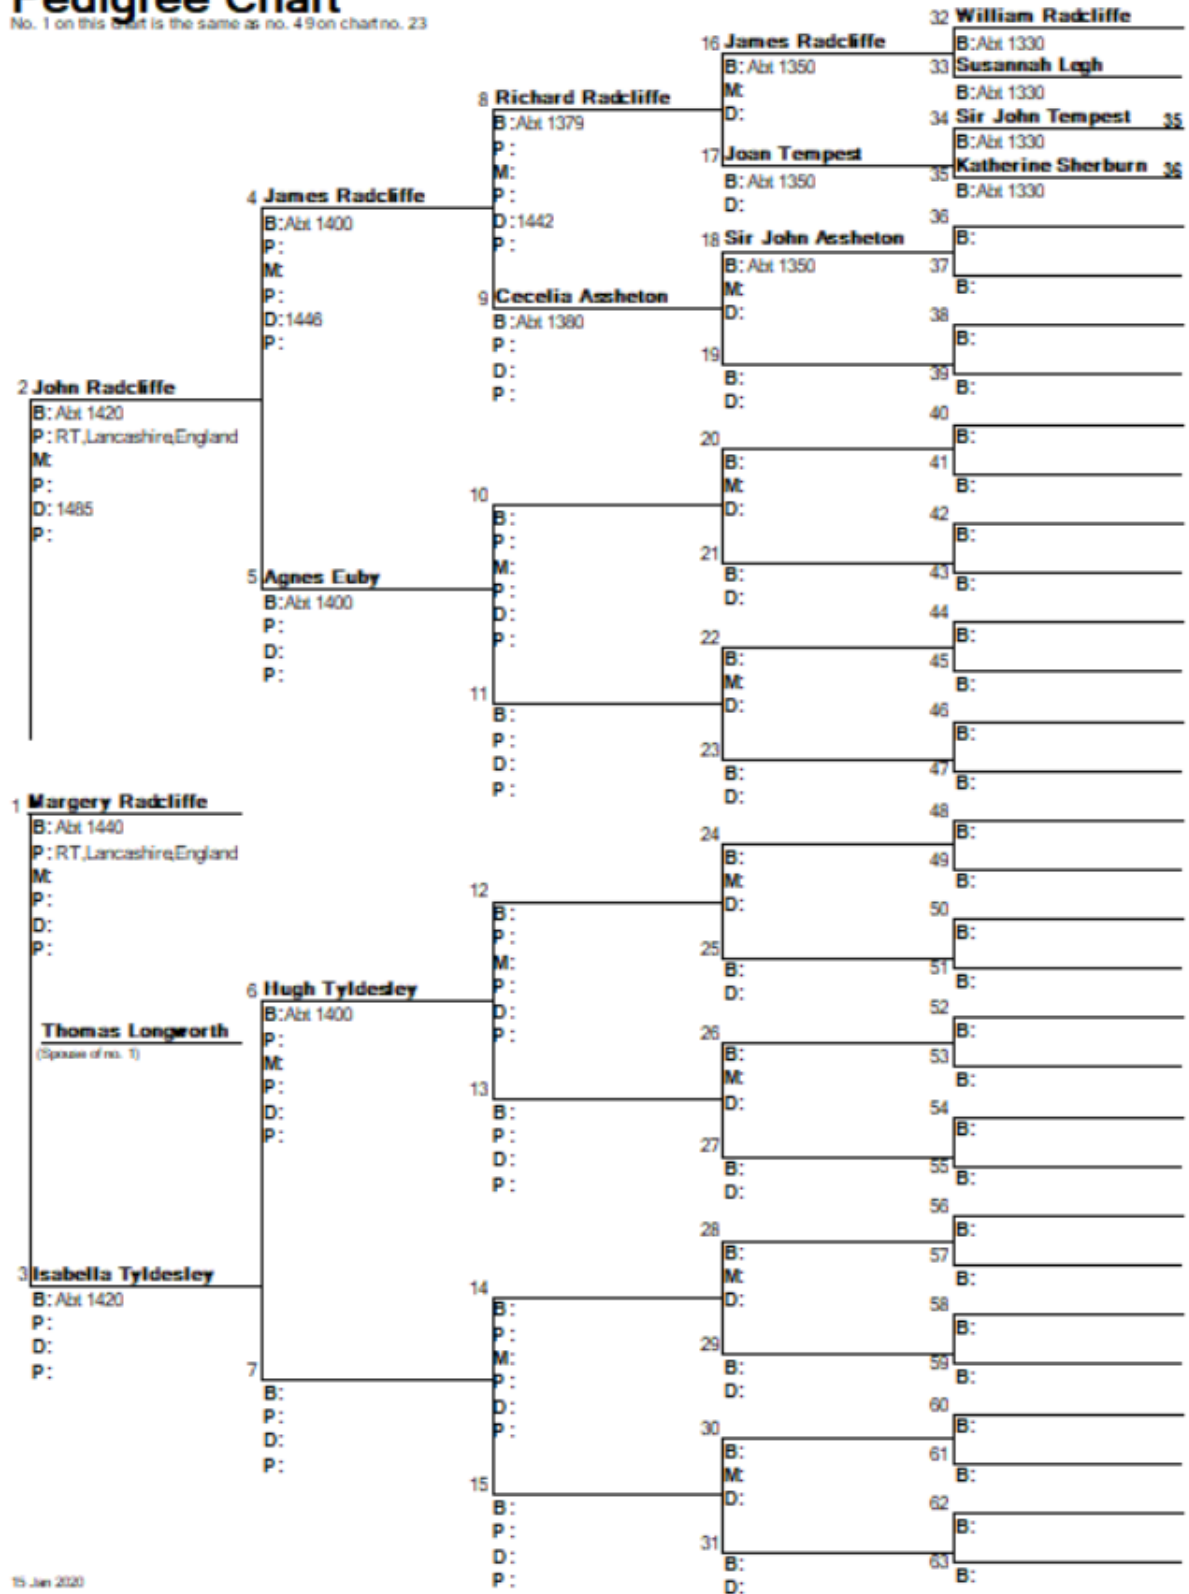 Pedigree Chart
No. 1 on this chart is the same as no. 49 on chart no. 23
2 John Radcliffe
B: Abt 1420
P: RT,Lancashire,England
M:
P:
D: 1485
P:
1 Margery Radcliffe
B: Abt 1440
P: RT,Lancashire,England
M:
P:
D:
P:
Thomas Longworth
(Spouse of no. 1)
3 Isabella Tyldesley
B: Abt 1420
P:
D:
P:
15 Jan 2020
4 James Radcliffe
B: Abt 1400
P:
M:
P:
D: 1446
P:
5 Agnes Euby
B: Abt 1400
P:
D:
P:
6 Hugh Tyldesley
B: Abt 1400
P:
M:
P:
D:
P:
7
B:
P:
D:
P:
8 Richard Radcliffe
B: Abt 1379
P:
M:
P:
D: 1442
P:
9 Cecelia Assheton
B: Abt 1380
P:
D:
P:
10
B:
P:
M:
P:
D:
P:
11
B:
P:
D:
P:
12
B:
P:
M:
P:
D:
P:
13
B:
P:
D:
P:
14
B:
P:
M:
P:
D:
P:
15
B:
P:
D:
P:
16 James Radcliffe
B: Abt 1350
M:
D:
17 Joan Tempest
B: Abt 1350
D:
18 Sir John Assheton
B: Abt 1350
M:
D:
19
B:
D:
20
B:
M:
D:
21
B:
D:
22
B:
M:
D:
23
B:
D:
24
B:
M:
D:
25
B:
D:
26
B:
M:
D:
27
B:
D:
28
B:
M:
D:
29
B:
D:
30
B:
M:
D:
31
B:
D:
32 William Radcliffe
B: Abt 1330
33 Susannah Legh
B: Abt 1330
34 Sir John Tempest 35
B: Abt 1330
35 Katherine Sherburn 36
B: Abt 1330
36
B:
37
B:
38
B:
39
B:
40
B:
41
B:
42
B:
43
B:
44
B:
45
B:
46
B:
47
B:
48
B:
49
B:
50
B:
51
B:
52
B:
53
B:
54
B:
55
B:
56
B:
57
B:
58
B:
59
B:
60
B:
61
B:
62
B:
63
B: